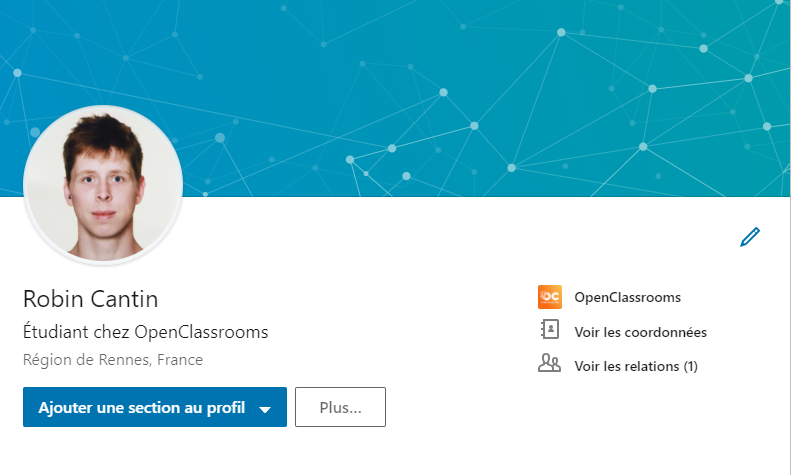 Robin Cantin
Étudiant chez OpenClassrooms
Région de Rennes, France
Ajouter une section au profil
Plus...
OC
OpenClassrooms
Voir les coordonnées
Voir les relations (1)